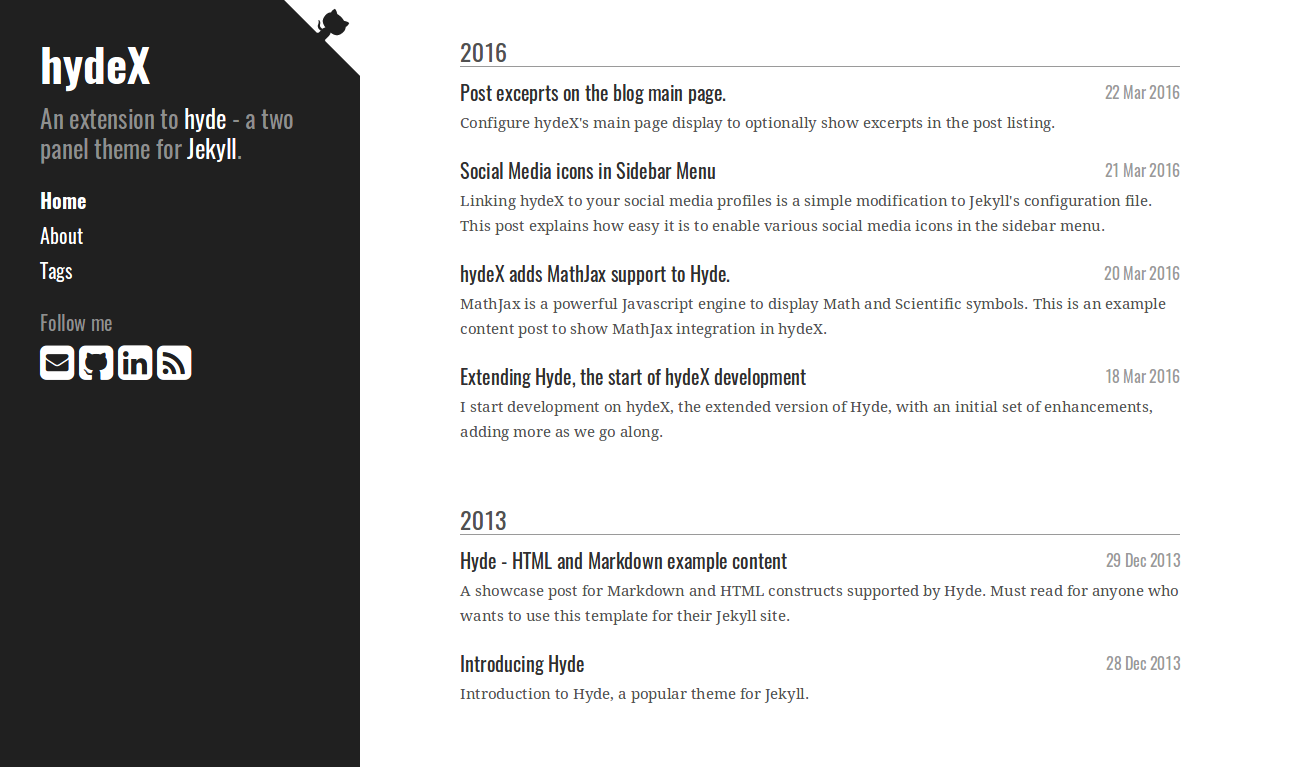 hydeX
An extension to hyde - a two
panel theme for Jekyll.
Home
About
Tags
Follow me
2016
Post exceprts on the blog main page.
22 Mar 2016
Configure hydeX's main page display to optionally show excerpts in the post listing.
Social Media icons in Sidebar Menu
21 Mar 2016
Linking hydeX to your social media profiles is a simple modification to Jekyll's configuration file.
This post explains how easy it is to enable various social media icons in the sidebar menu.
hydeX adds MathJax support to Hyde.
20 Mar 2016
MathJax is a powerful Javascript engine to display Math and Scientific symbols. This is an example
content post to show MathJax integration in hydeX.
Extending Hyde, the start of hydeX development
18 Mar 2016
I start development on hydeX, the extended version of Hyde, with an initial set of enhancements,
adding more as we go along.
2013
Hyde - HTML and Markdown example content
29 Dec 2013
A showcase post for Markdown and HTML constructs supported by Hyde. Must read for anyone who
wants to use this template for their Jekyll site.
Introducing Hyde
28 Dec 2013
Introduction to Hyde, a popular theme for Jekyll.